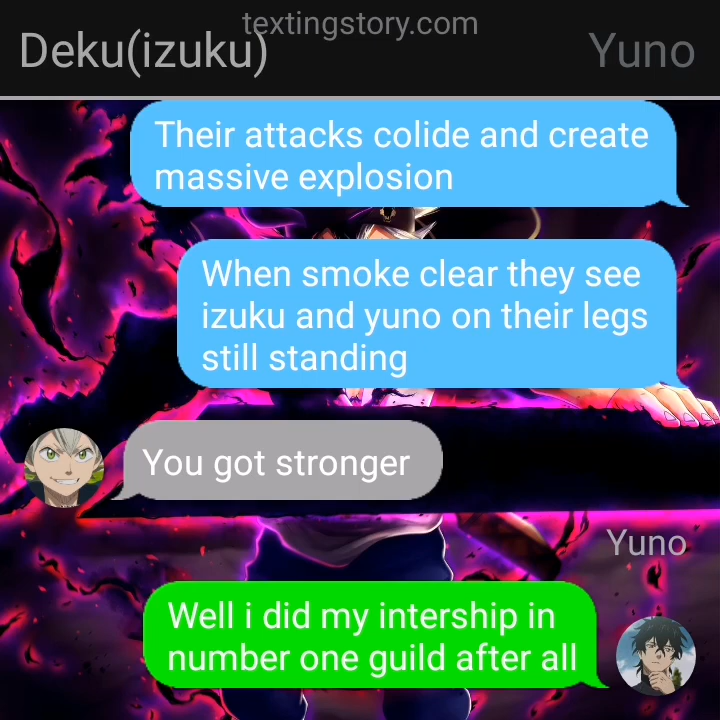 textingstory.com
Deku(izuku)
Yuno
Their attacks colide and create
massive explosion
When smoke clear they see
izuku and yuno on their legs
still standing
You got stronger
Yuno
Well i did my intership in
number one guild after all